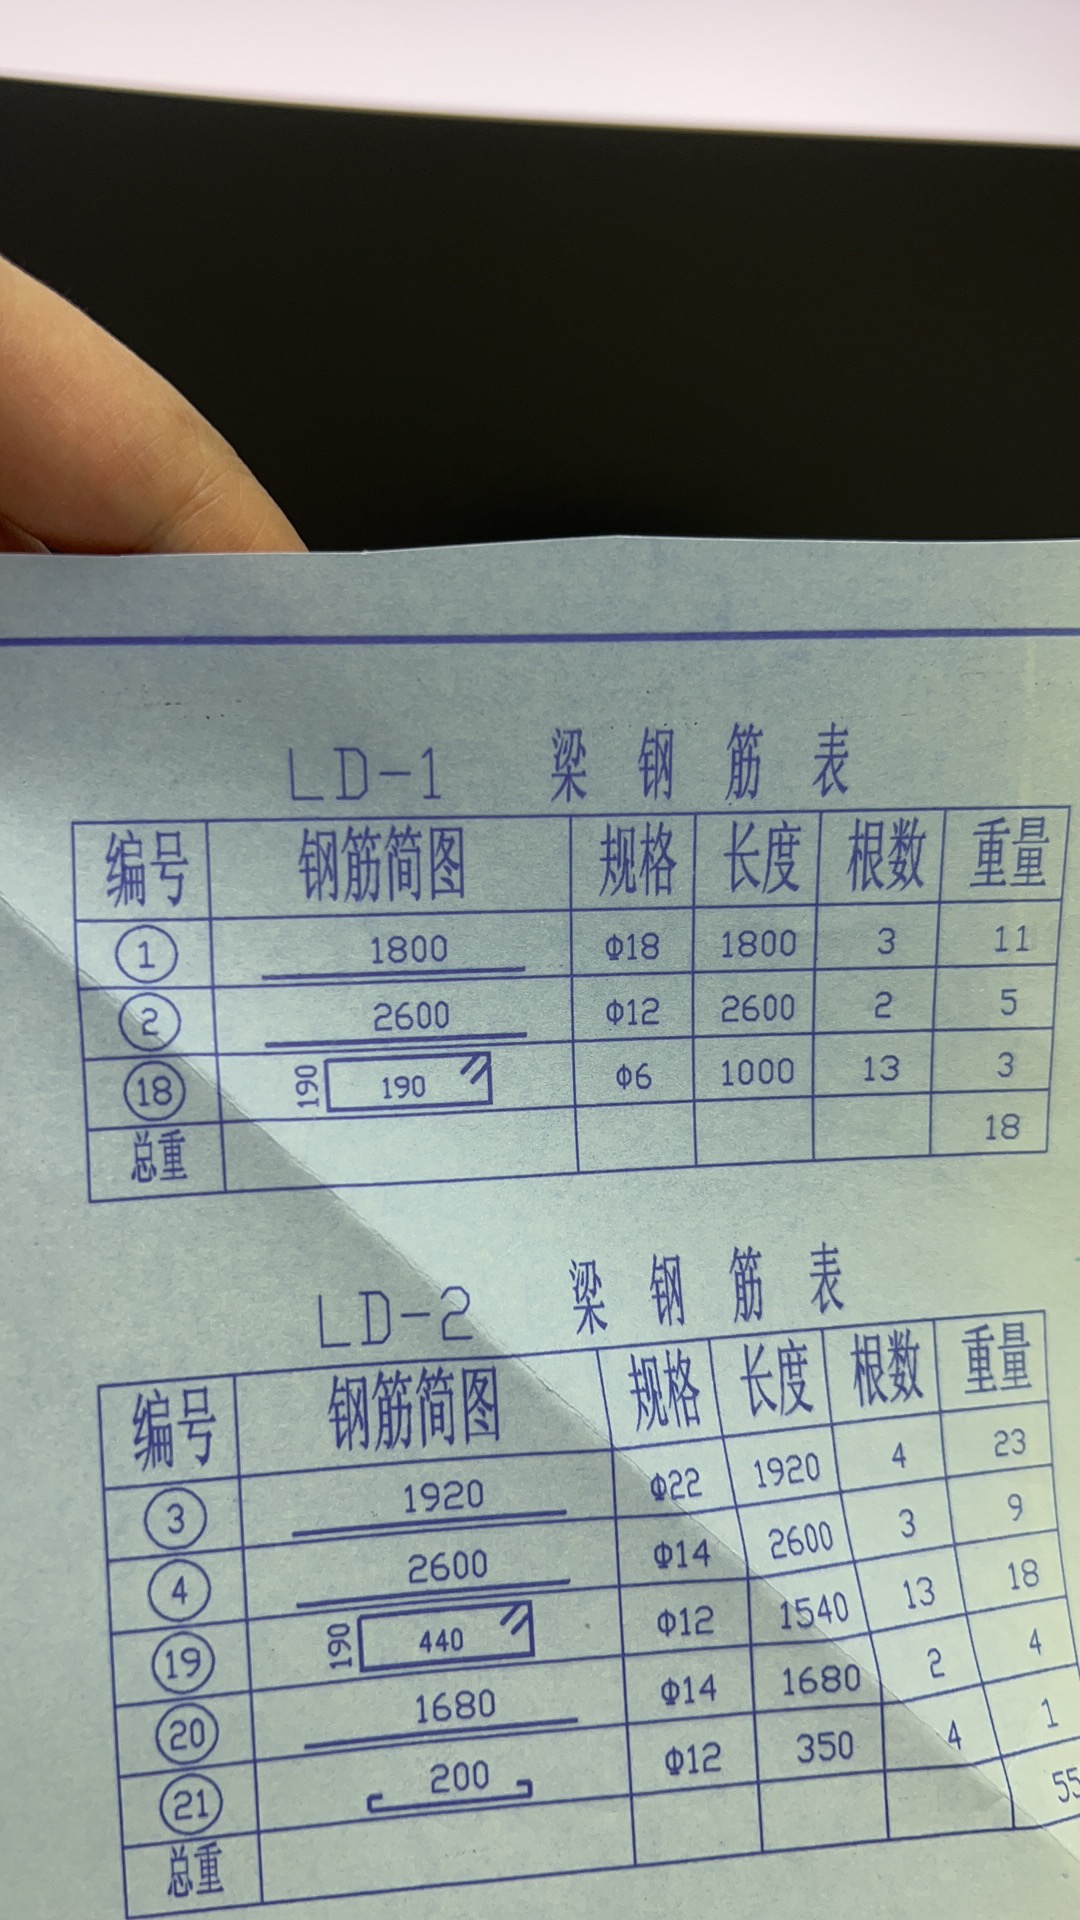 LD-1 梁钢筋表
编号 钢筋简图 规格 长度 根数 重量
1 1800 Φ18 1800 3 11
2 2600 Φ12 2600 2 5
18 190 190 Φ6 1000 13 3
总重 18
LD-2 梁钢筋表
编号 钢筋简图 规格 长度 根数 重量
3 1920 Φ22 1920 4 23
4 2600 Φ14 2600 3 9
19 190 440 Φ12 1540 13 18
20 1680 Φ14 1680 2 4
21 200 Φ12 350 4 1
总重 55